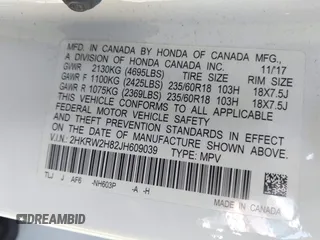 MFD. IN CANADA BY HONDA OF CANADA MFG.,
A DIVISION OF HONDA CANADA INC. 11/17
GVWR 2130KG (4695LBS) TIRE SIZE RIM SIZE
GAWR F 1100KG (2425LBS) 235/60R18 103H 18X7.5J
GAWR R 1075KG (2369LBS) 235/60R18 103H 18X7.5J
THIS VEHICLE CONFORMS TO ALL APPLICABLE
FEDERAL MOTOR VEHICLE SAFETY AND THEFT
PREVENTION STANDARDS IN EFFECT ON THE DATE
OF MANUFACTURE SHOWN ABOVE.
VIN: 2HKRW2H82JH609039 TYPE: MPV
TLJ J AF6 -NH603P -A -H
MADE IN CANADA
DREAMBID